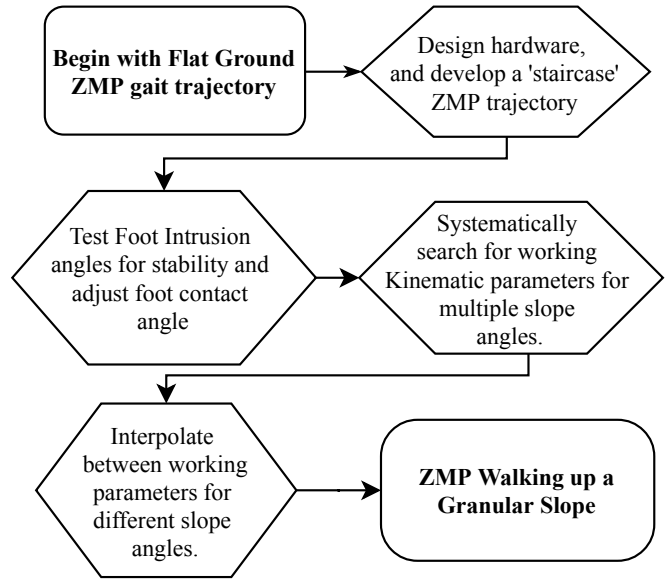 Begin with Flat Ground
ZMP gait trajectory
Design hardware,
and develop a 'staircase'
ZMP trajectory
Test Foot Intrusion
angles for stability and
adjust foot contact
angle
Systematically
search for working
Kinematic parameters for
multiple slope
angles.
Interpolate
between working
parameters for
different slope
angles.
ZMP Walking up a
Granular Slope